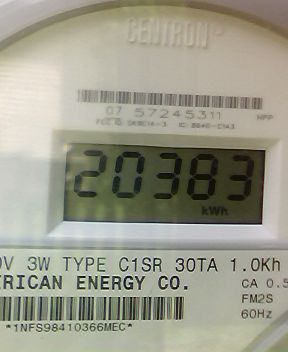 CENTRON
07 57245311
HPP
20383
kWh
V 3W TYPE C1SR 30TA 1.0Kh
RICAN ENERGY CO.
CA 0.5
FM2S
60Hz
*1NFS98410366MEC*